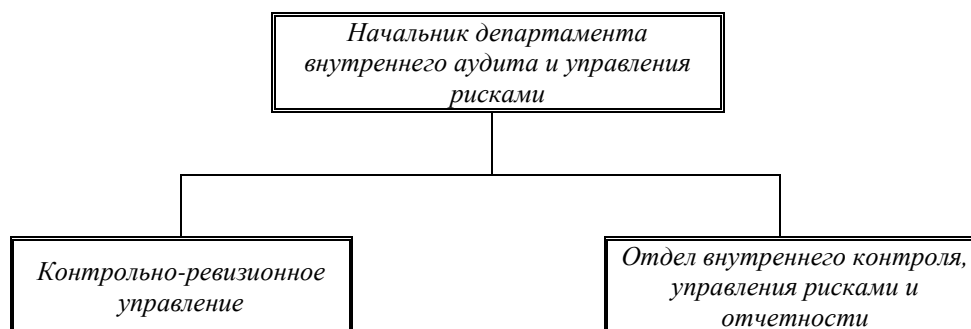 Начальник департамента
внутреннего аудита и управления
рисками
Контрольно-ревизионное
управление
Отдел внутреннего контроля,
управления рисками и
отчетности